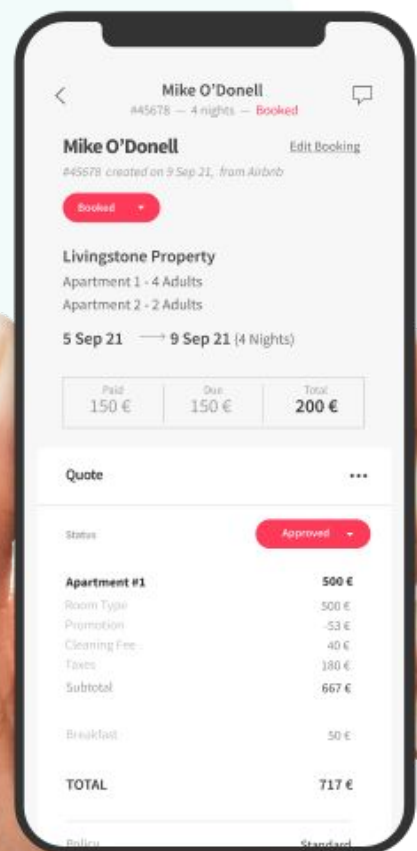 Mike O'Donell
#45678 — 4 nights — Booked
Mike O'Donell Edit Booking
#45678 created on 9 Sep 21, from Airbnb
Booked
Livingstone Property
Apartment 1 - 4 Adults
Apartment 2 - 2 Adults
5 Sep 21 → 9 Sep 21 (4 Nights)
Paid Due Total
150 € 150 € 200 €
Quote ...
Status Approved
Apartment #1 500 €
Room Type 500 €
Promotion -53 €
Cleaning Fee 40 €
Taxes 180 €
Subtotal 667 €
Breakfast 50 €
TOTAL 717 €
Policy Standard